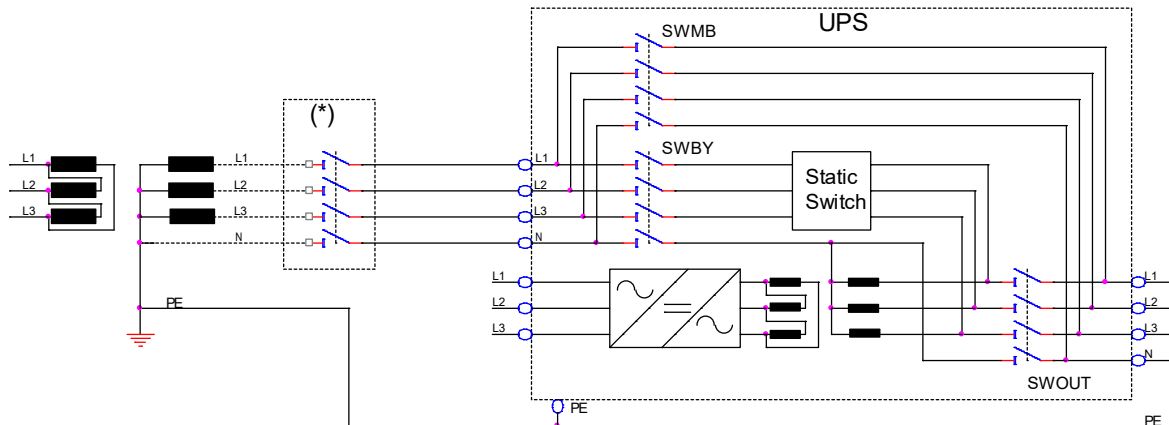 UPS
SWMB
(*)
SWBY
L1
L1
L1
L2
L2
L2
L3
L3
L3
N
N
Static
Switch
L1
L2
L3
L1
L2
L3
N
PE
SWOUT
PE
PE